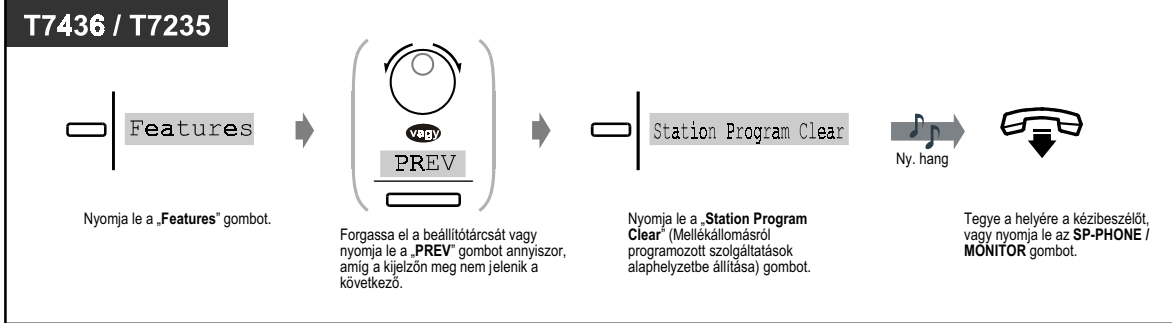 T7436 / T7235
Features
vagy
PREV
Station Program Clear
Ny. hang
Nyomja le a „Features” gombot.
Forgassa el a beállítótárcsát vagy
nyomja le a „PREV” gombot annyiszor,
amíg a kijelzőn meg nem jelenik a
következő.
Nyomja le a „Station Program
Clear” (Mellékállomásról
programozott szolgáltatások
alaphelyzetbe állítása) gombot.
Tegye a helyére a kézibeszélőt,
vagy nyomja le az SP-PHONE /
MONITOR gombot.